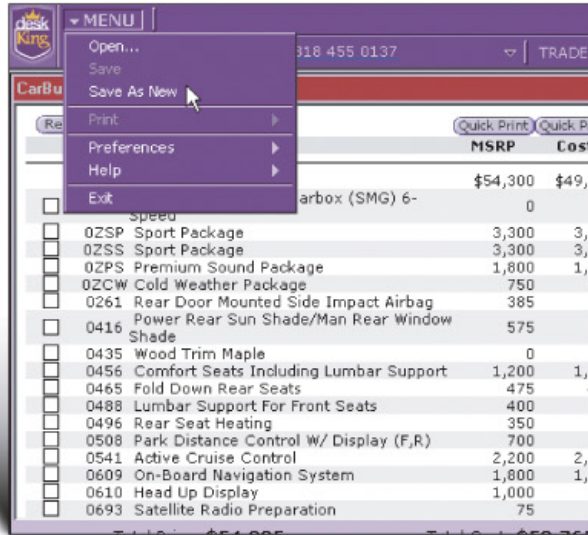 desk King
MENU
Open...
Save
Save As New
Print
Preferences
Help
Exit
318 455 0137
TRADE
CarBu
Re
Quick Print Quick P
MSRP Cos
$54,300 $49,
arbox (SMG) 6-
Speed 0
0ZSP Sport Package 3,300 3,
0ZSS Sport Package 3,300 3,
0ZPS Premium Sound Package 1,800 1,
0ZCW Cold Weather Package 750
0261 Rear Door Mounted Side Impact Airbag 385
0416 Power Rear Sun Shade/Man Rear Window
Shade 575
0435 Wood Trim Maple 0
0456 Comfort Seats Including Lumbar Support 1,200 1,
0465 Fold Down Rear Seats 475
0488 Lumbar Support For Front Seats 400
0496 Rear Seat Heating 350
0508 Park Distance Control W/ Display (F,R) 700
0541 Active Cruise Control 2,200 2,
0609 On-Board Navigation System 1,800 1,
0610 Head Up Display 1,000
0693 Satellite Radio Preparation 75